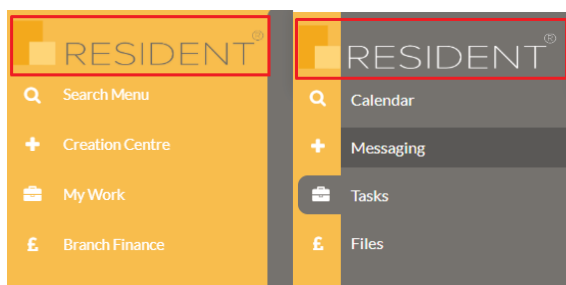 RESIDENT®
Search Menu
Creation Centre
My Work
£ Branch Finance
RESIDENT®
Calendar
Messaging
Tasks
£ Files